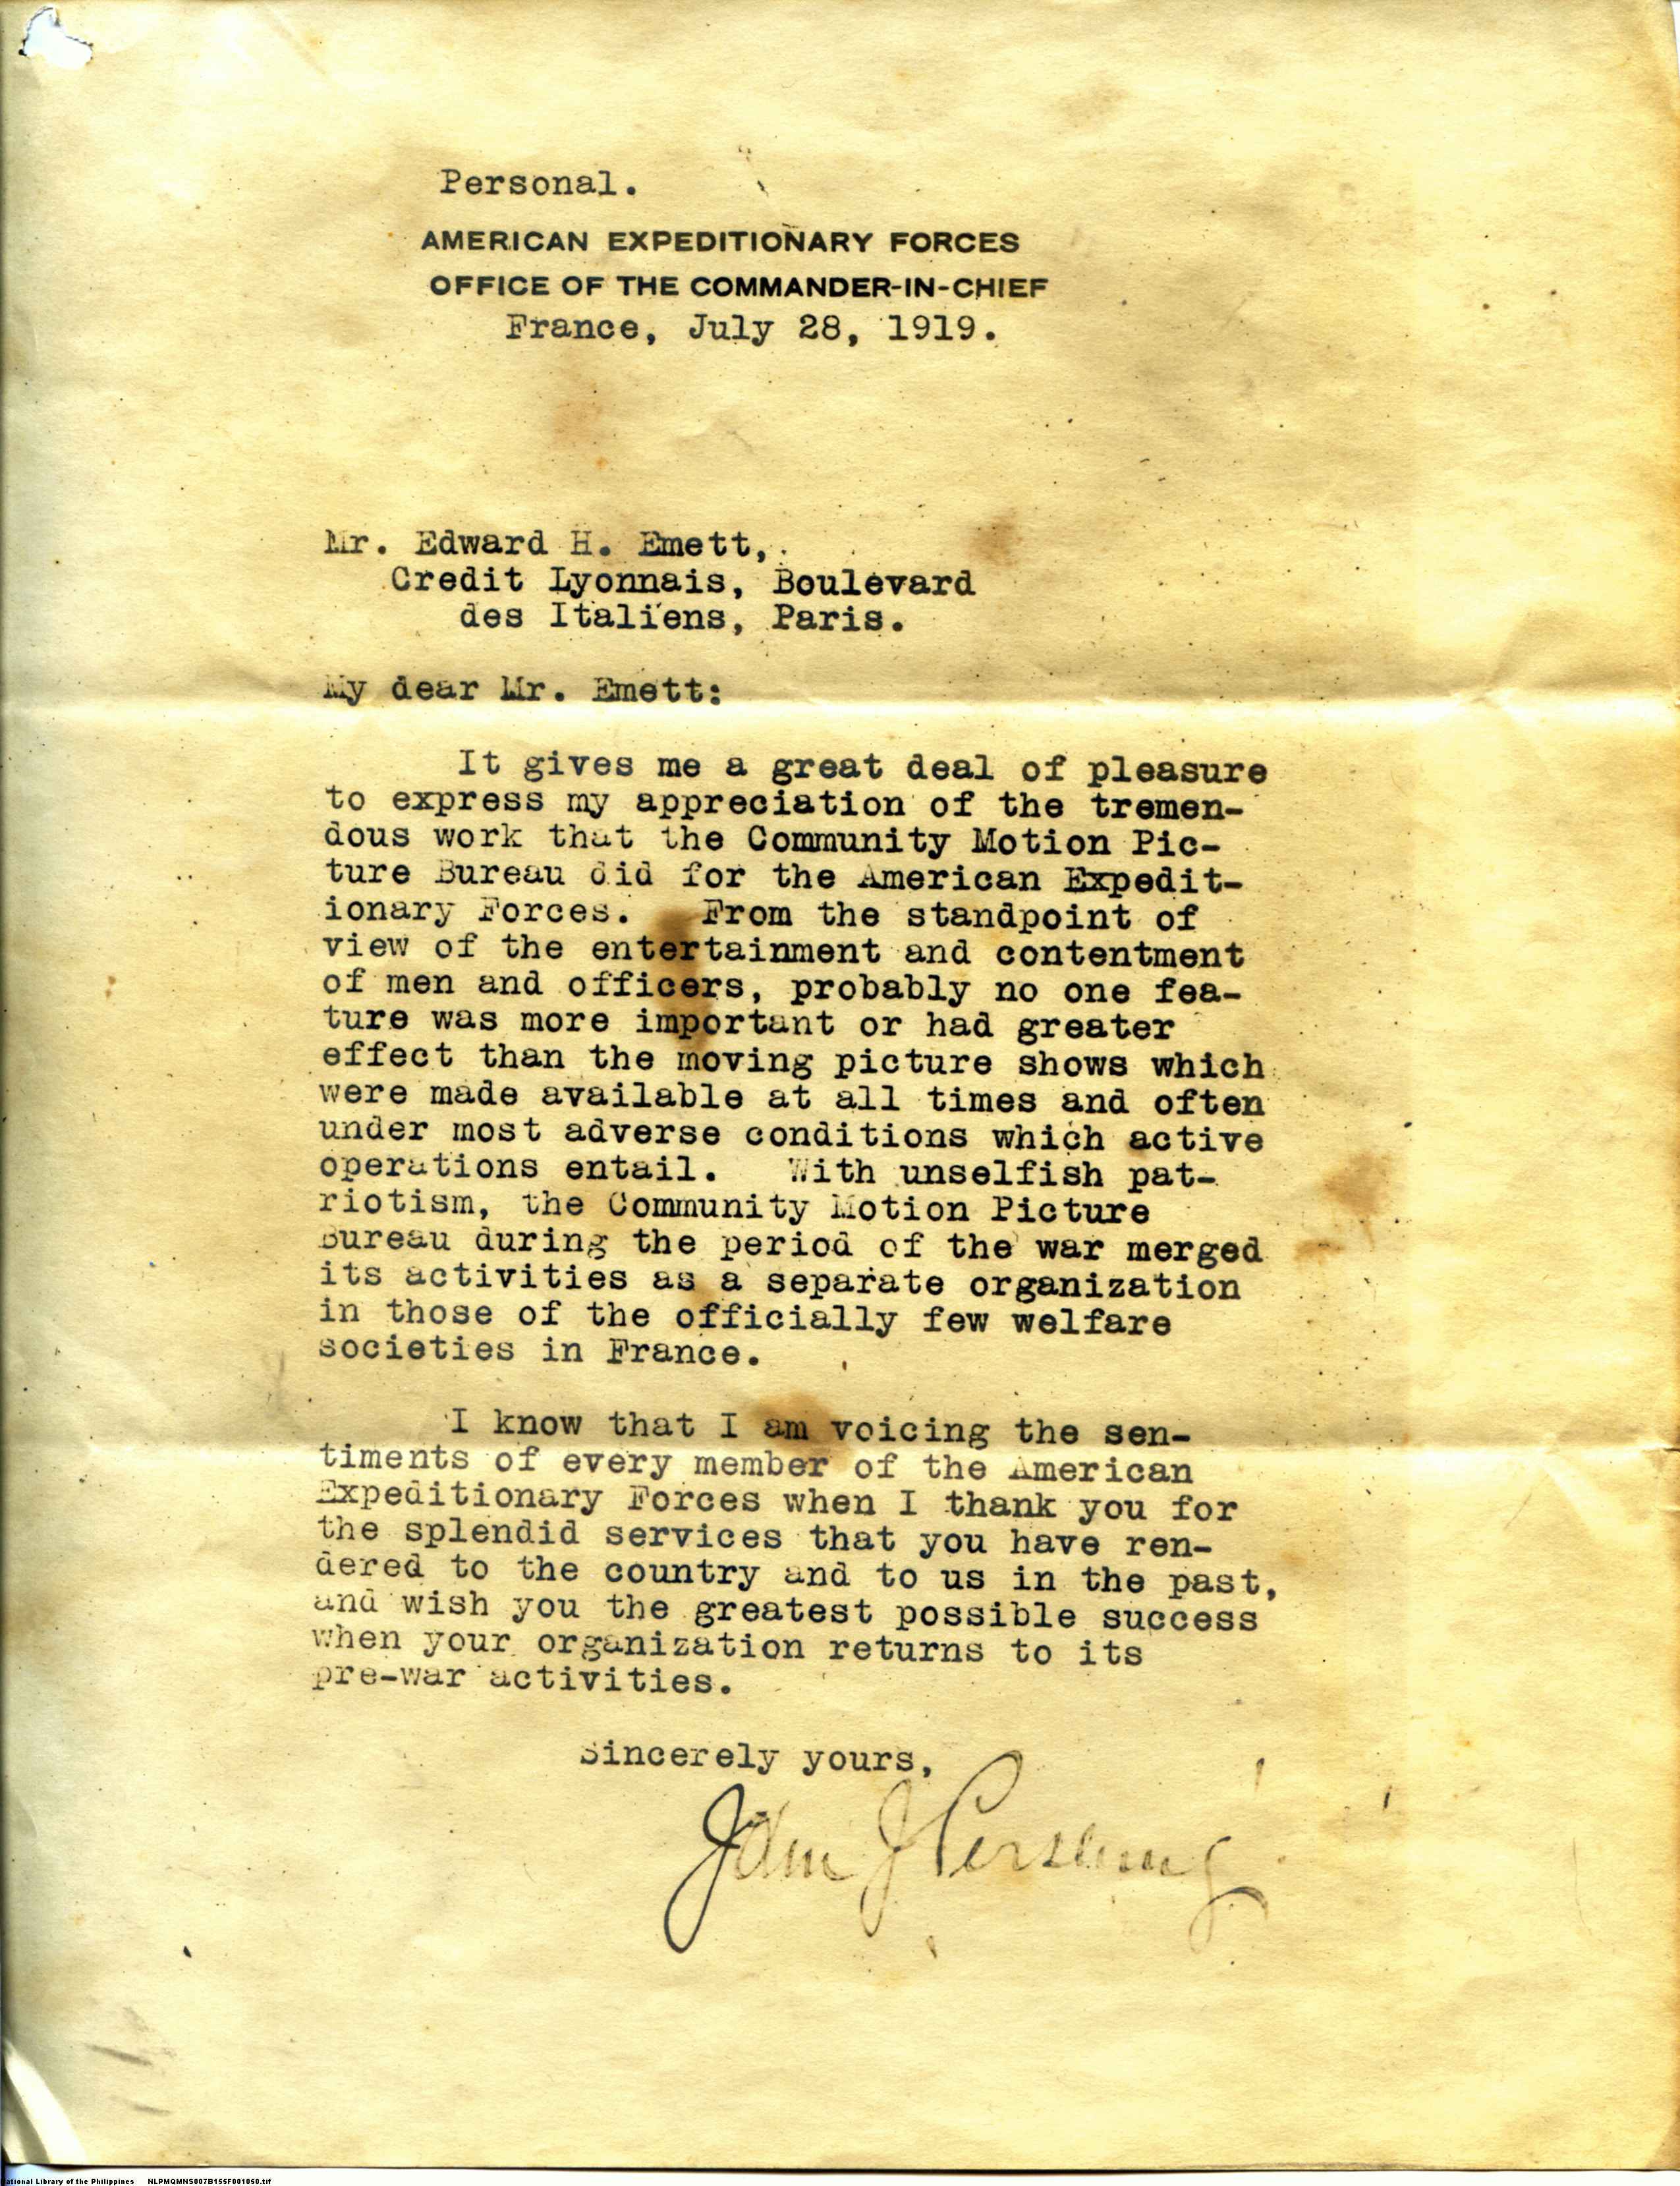 Personal.
AMERICAN EXPEDITIONARY FORCES
OFFICE OF THE COMMANDER-IN-CHIEF
France, July 28, 1919.
Mr. Edward H. Emett,
Credit Lyonnais, Boulevard
des Italiens, Paris.
My dear Mr. Emett:
It gives me a great deal of pleasure
to express my appreciation of the tremen-
dous work that the Community Motion Pic-
ture Bureau did for the American Expedit-
ionary Forces. From the standpoint of
view of the entertainment and contentment
of men and officers, probably no one fea-
ture was more important or had greater
effect than the moving picture shows which
were made available at all times and often
under most adverse conditions which active
operations entail. With unselfish pat-
riotism, the Community Motion Picture
Bureau during the period of the war merged
its activities as a separate organization
in those of the officially few welfare
societies in France.
I know that I am voicing the sen-
timents of every member of the American
Expeditionary Forces when I thank you for
the splendid services that you have ren-
dered to the country and to us in the past,
and wish you the greatest possible success
when your organization returns to its
pre-war activities.
Sincerely yours,
John J Pershing
ational Library of the Philippines NLPMQMNS007B155F001050.tif